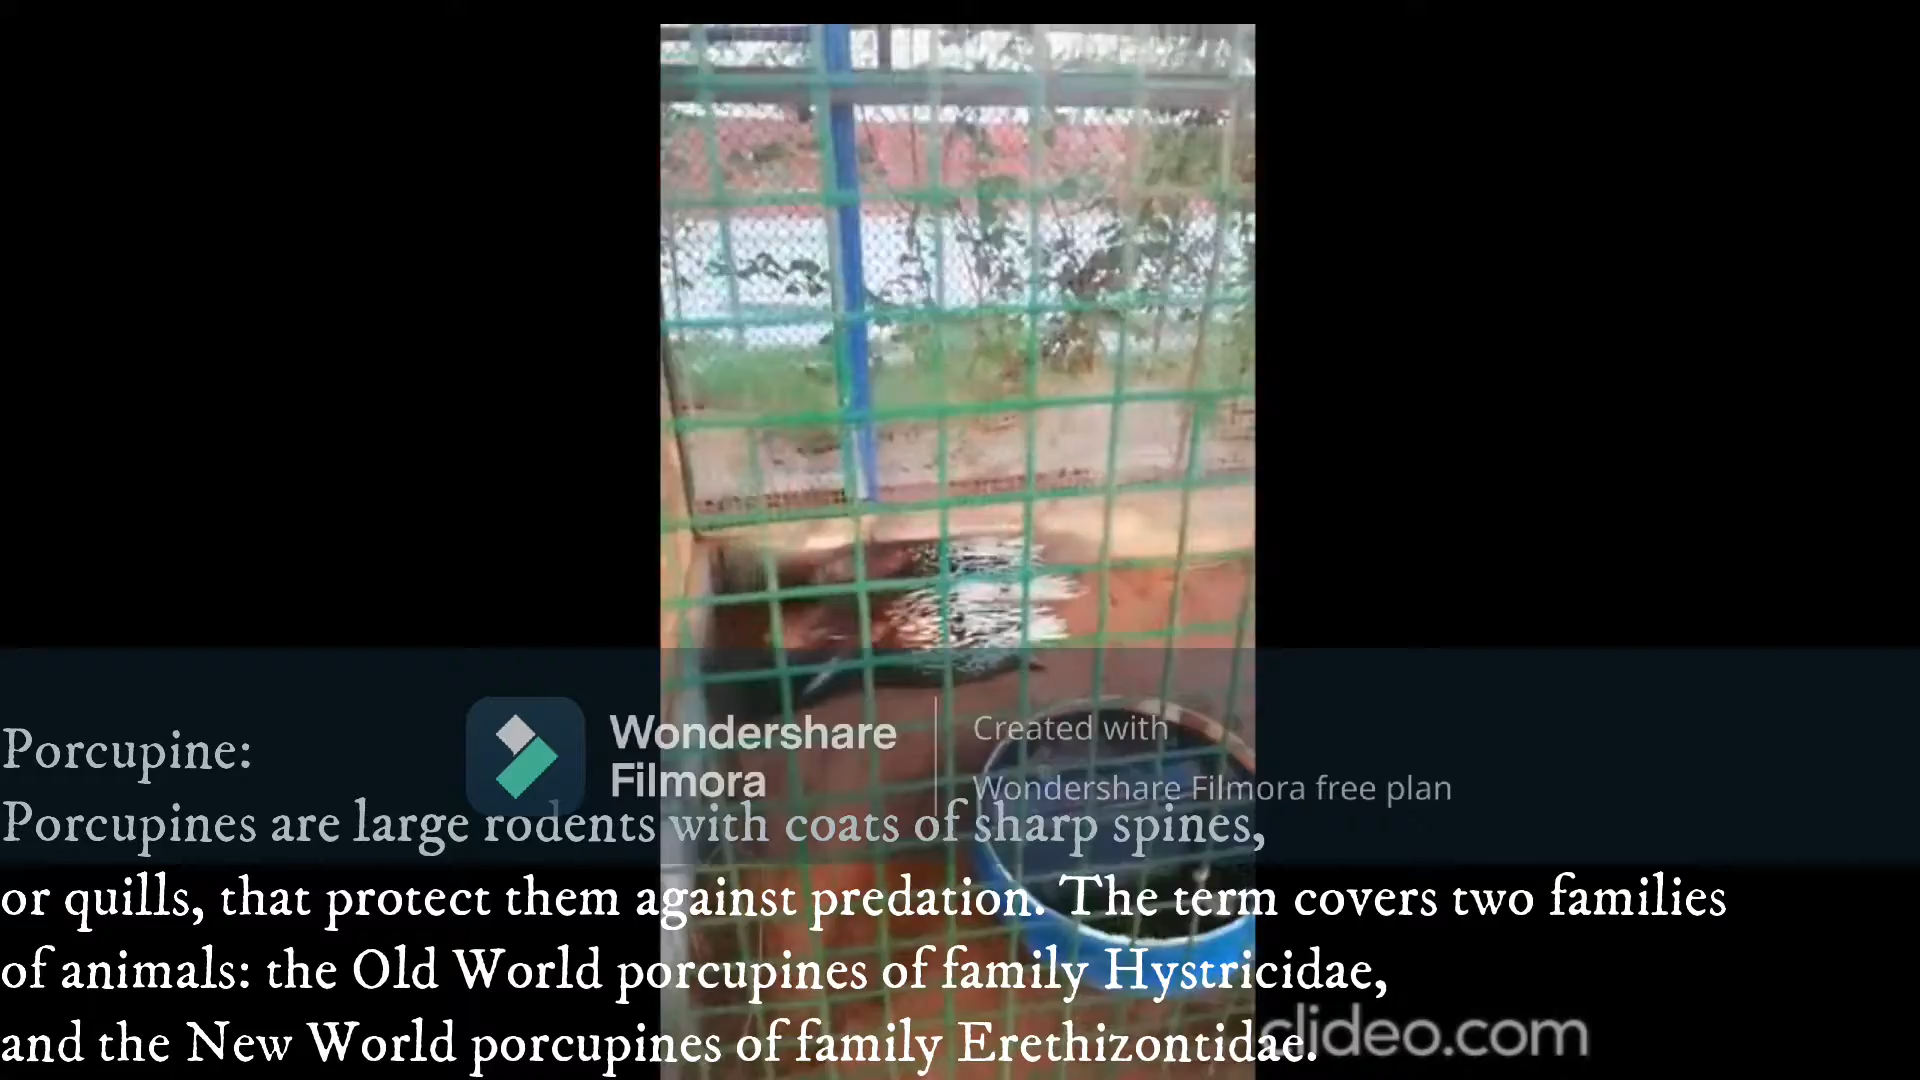 Wondershare
Filmora
Created with
Wondershare Filmora free plan
Porcupine:
Porcupines are large rodents with coats of sharp spines,
or quills, that protect them against predation. The term covers two families
of animals: the Old World porcupines of family Hystricidae,
and the New World porcupines of family Erethizontidae.
clideo.com